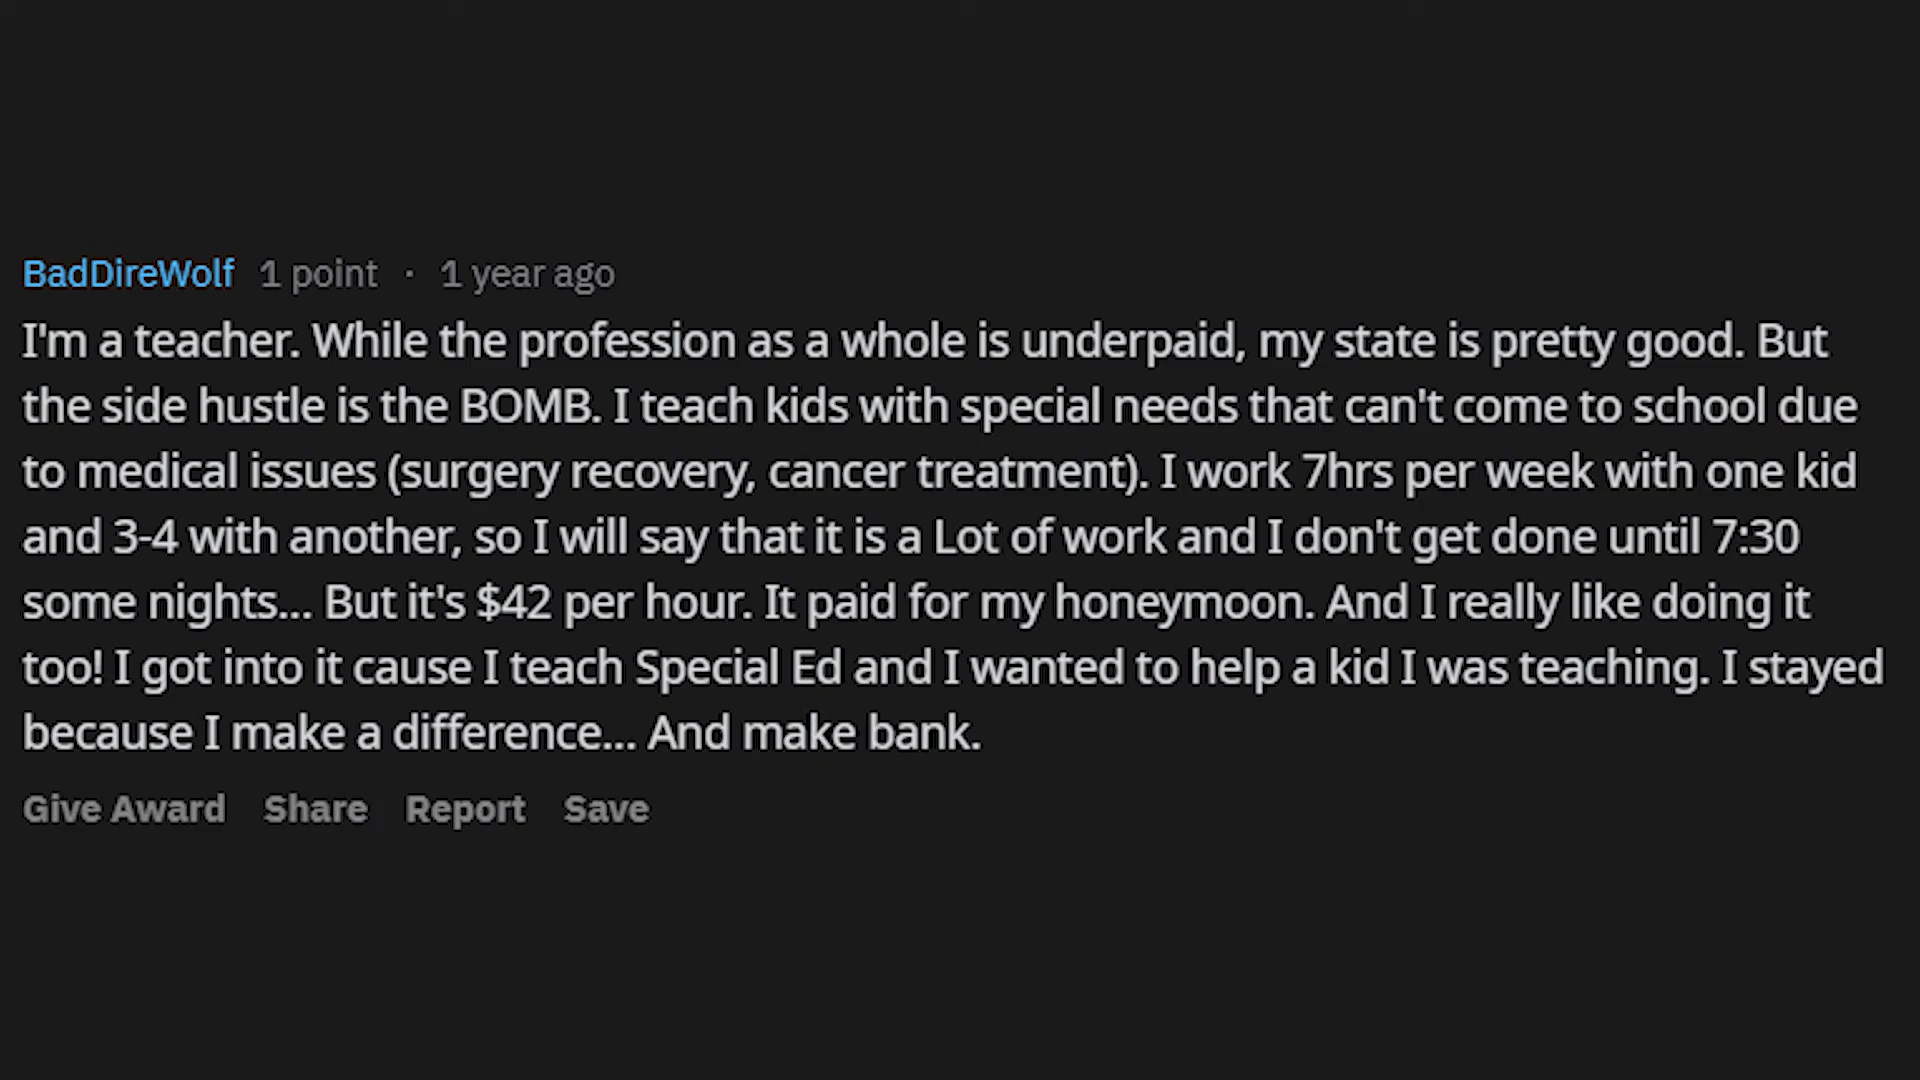 BadDireWolf 1 point · 1 year ago
I'm a teacher. While the profession as a whole is underpaid, my state is pretty good. But
the side hustle is the BOMB. I teach kids with special needs that can't come to school due
to medical issues (surgery recovery, cancer treatment). I work 7hrs per week with one kid
and 3-4 with another, so I will say that it is a Lot of work and I don't get done until 7:30
some nights... But it's $42 per hour. It paid for my honeymoon. And I really like doing it
too! I got into it cause I teach Special Ed and I wanted to help a kid I was teaching. I stayed
because I make a difference... And make bank.
Give Award Share Report Save